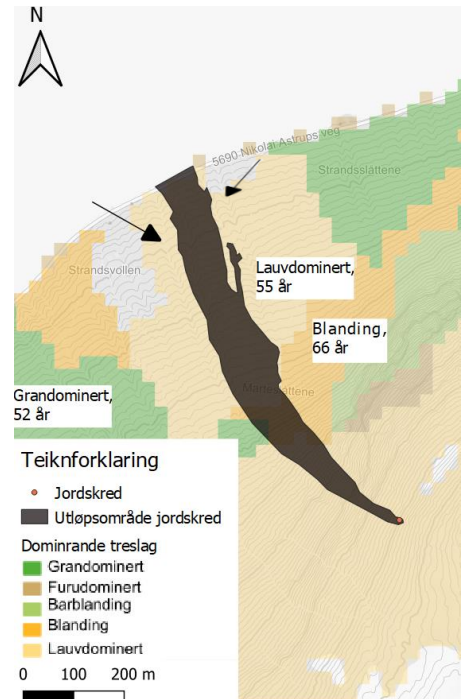 N
5690 Nikolai Astrups veg
Strandsslåttene
Strandsvollen
Lauvdominert,
55 år
Blanding,
66 år
Grandominert,
52 år
Teiknforklaring
Jordskred
Utløpsområde jordskred
Dominrande treslag
Grandominert
Furudominert
Barblanding
Blanding
Lauvdominert
0 100 200 m